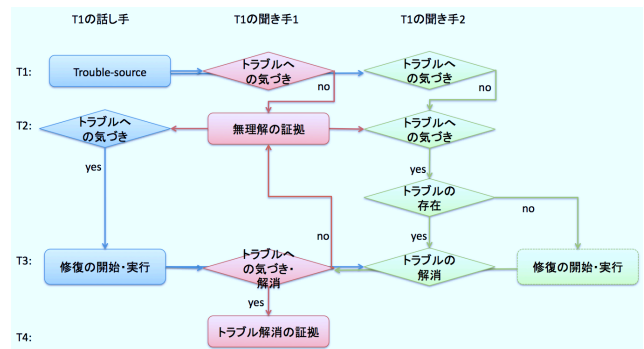 T1の話し手
T1の聞き手1
T1の聞き手2
T1:
Trouble-source
トラブルへ
の気づき
トラブルへ
の気づき
no
no
T2:
トラブルへ
の気づき
無理解の証拠
トラブルへ
の気づき
yes
yes
トラブルの
存在
no
yes
no
T3:
修復の開始・実行
トラブルへ
の気づき・
解消
トラブルの
解消
修復の開始・実行
yes
T4:
トラブル解消の証拠